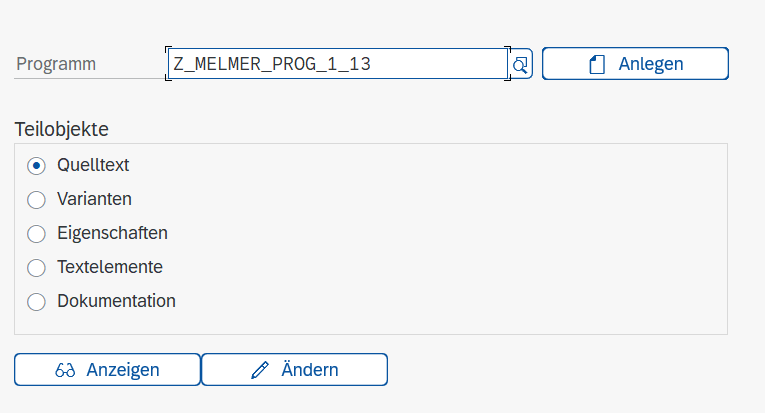 Programm Z_MELMER_PROG_1_13 Anlegen
Teilobjekte
Quelltext
Varianten
Eigenschaften
Textelemente
Dokumentation
Anzeigen Ändern